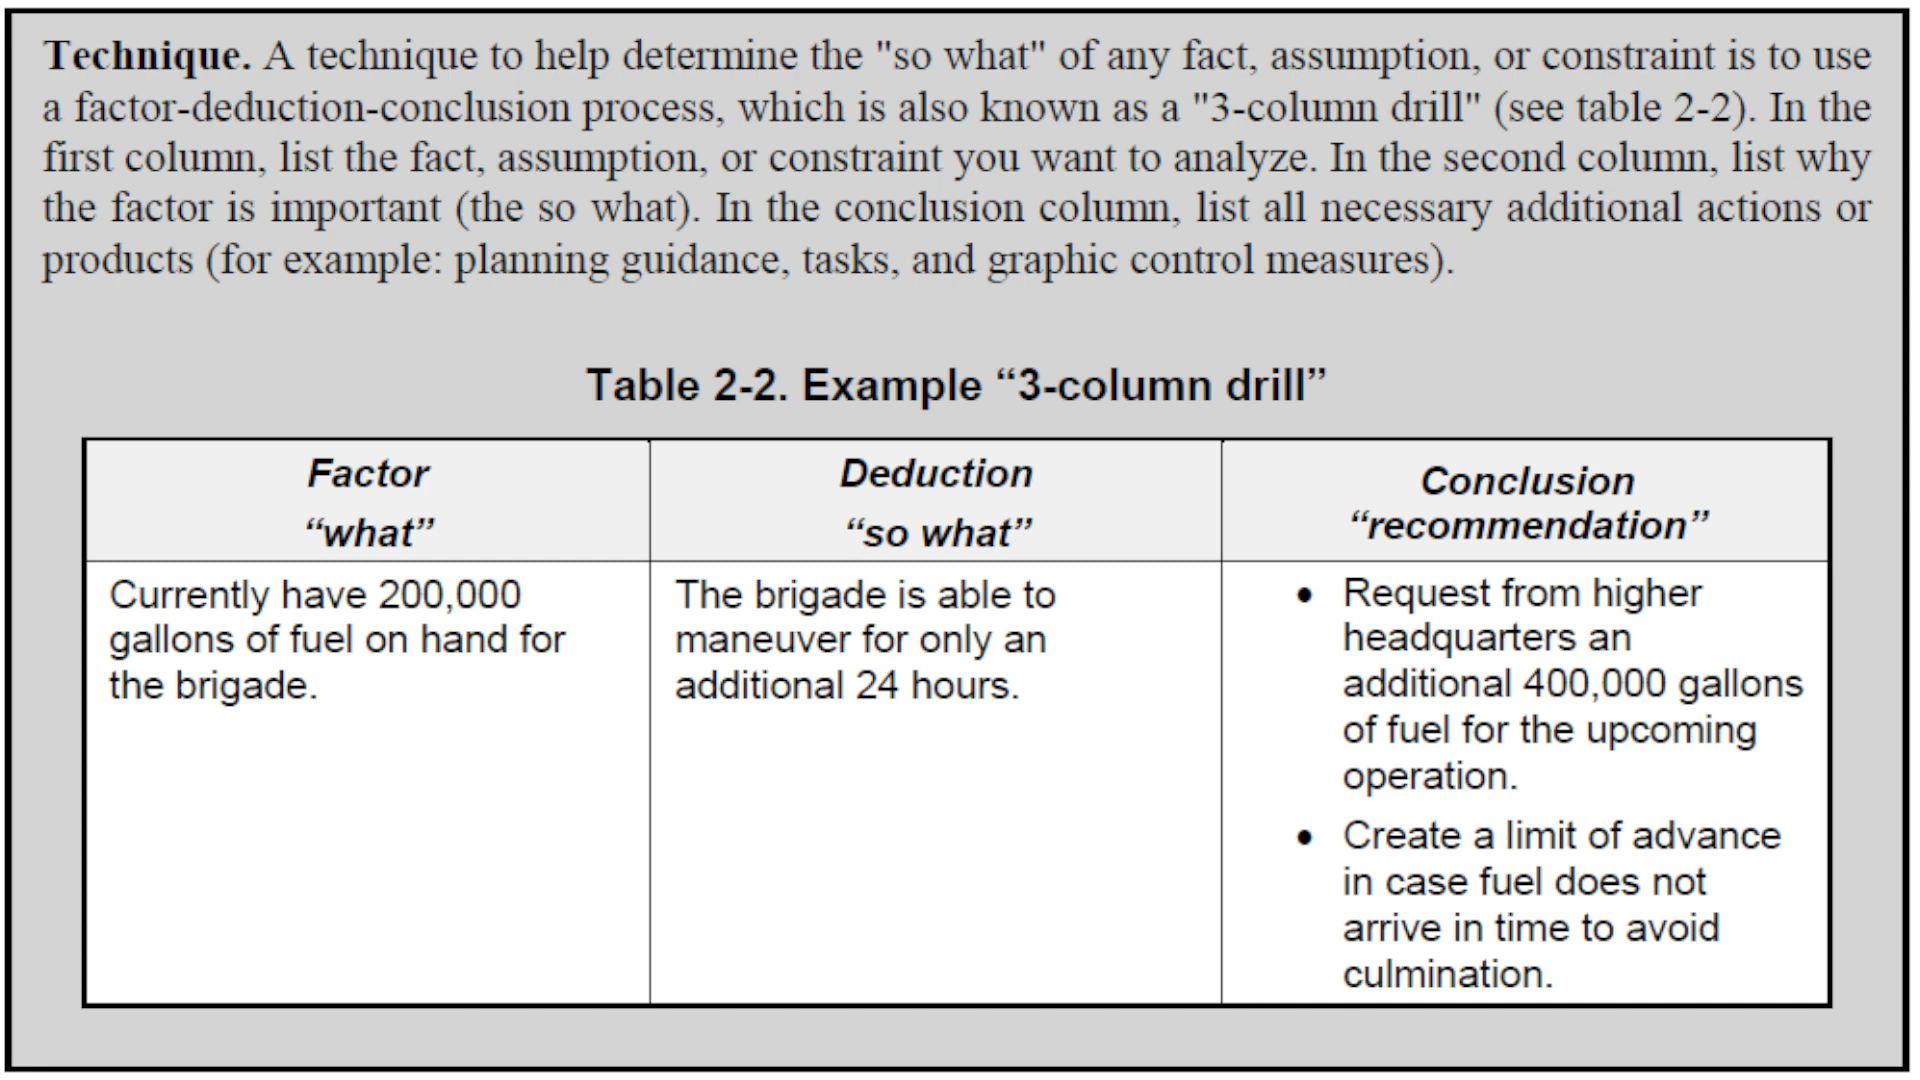 Technique. A technique to help determine the "so what" of any fact, assumption, or constraint is to use
a factor-deduction-conclusion process, which is also known as a "3-column drill" (see table 2-2). In the
first column, list the fact, assumption, or constraint you want to analyze. In the second column, list why
the factor is important (the so what). In the conclusion column, list all necessary additional actions or
products (for example: planning guidance, tasks, and graphic control measures).
Table 2-2. Example “3-column drill”
Factor
“what”
Deduction
“so what”
Conclusion
“recommendation”
Currently have 200,000
gallons of fuel on hand for
the brigade.
The brigade is able to
maneuver for only an
additional 24 hours.
• Request from higher
headquarters an
additional 400,000 gallons
of fuel for the upcoming
operation.
• Create a limit of advance
in case fuel does not
arrive in time to avoid
culmination.